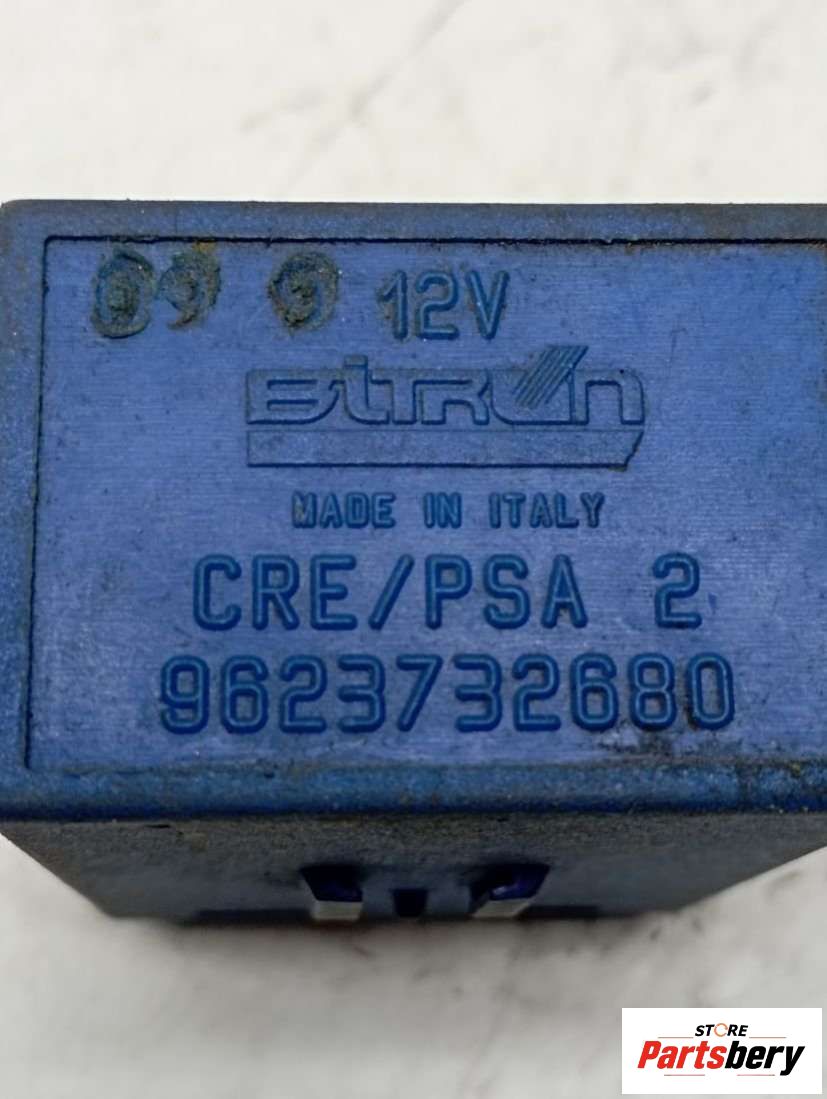 12V
BITRON
MADE IN ITALY
CRE/PSA 2
9623732680
STORE
Partsbery